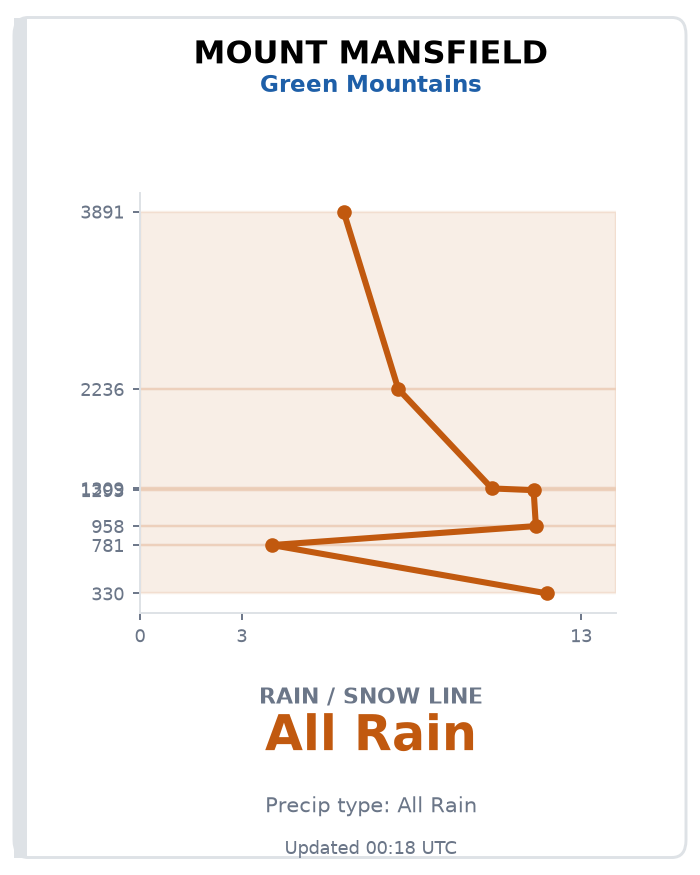 MOUNT MANSFIELD
Green Mountains
3891
2236
958
781
330
0 3 13
RAIN / SNOW LINE
All Rain
Precip type: All Rain
Updated 00:18 UTC